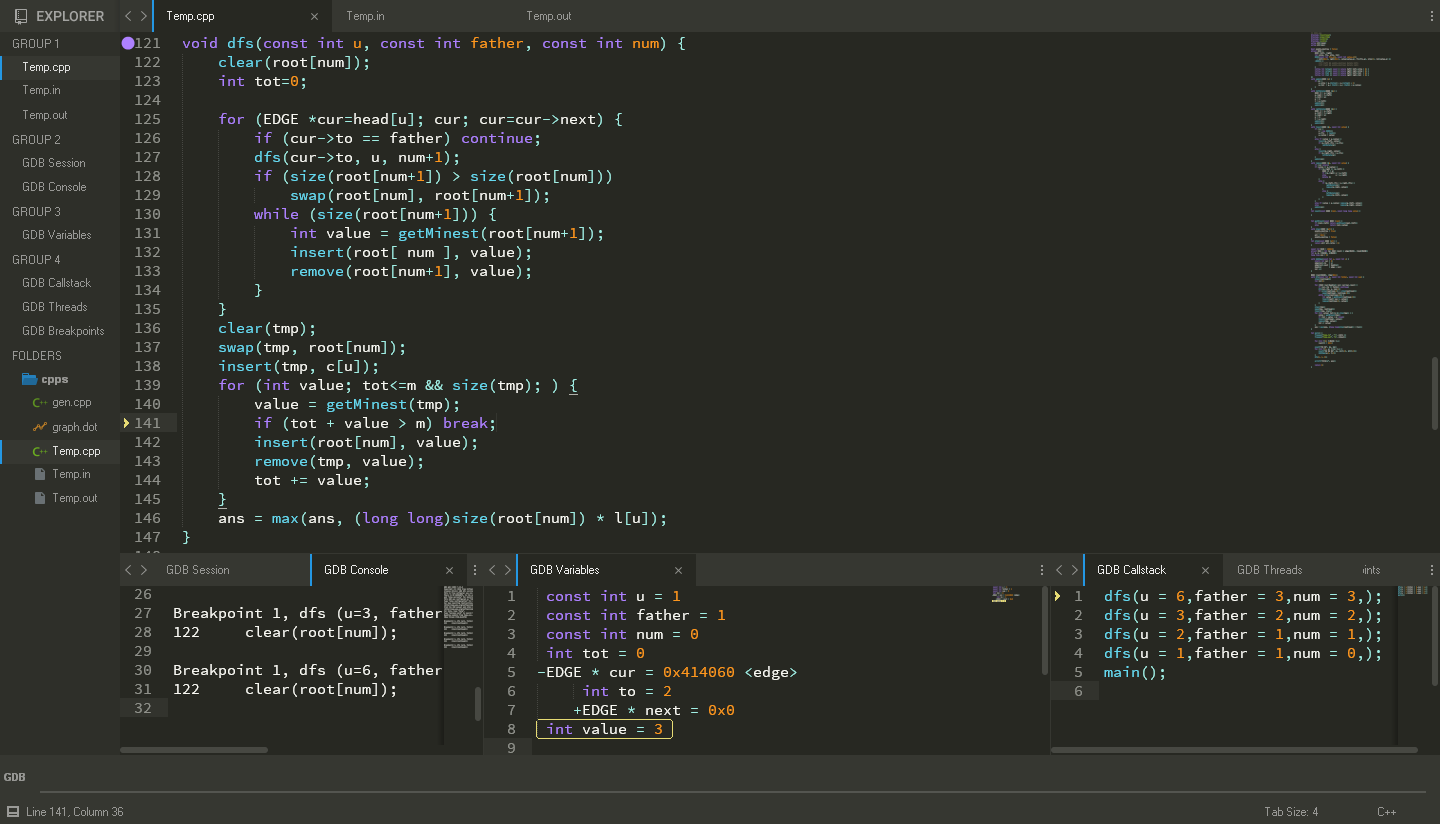 EXPLORER
GROUP 1
Temp.cpp
Temp.in
Temp.out
GROUP 2
GDB Session
GDB Console
GROUP 3
GDB Variables
GROUP 4
GDB Callstack
GDB Threads
GDB Breakpoints
FOLDERS
cpps
C++ gen.cpp
graph.dot
C++ Temp.cpp
Temp.in
Temp.out
Temp.cpp × Temp.in Temp.out
121 void dfs(const int u, const int father, const int num) {
122     clear(root[num]);
123     int tot=0;
124
125     for (EDGE *cur=head[u]; cur; cur=cur->next) {
126         if (cur->to == father) continue;
127         dfs(cur->to, u, num+1);
128         if (size(root[num+1]) > size(root[num]))
129             swap(root[num], root[num+1]);
130         while (size(root[num+1])) {
131             int value = getMinest(root[num+1]);
132             insert(root[ num ], value);
133             remove(root[num+1], value);
134         }
135     }
136     clear(tmp);
137     swap(tmp, root[num]);
138     insert(tmp, c[u]);
139     for (int value; tot<=m && size(tmp); ) {
140         value = getMinest(tmp);
141         if (tot + value > m) break;
142         insert(root[num], value);
143         remove(tmp, value);
144         tot += value;
145     }
146     ans = max(ans, (long long)size(root[num]) * l[u]);
147 }
GDB Session GDB Console ×
26
27 Breakpoint 1, dfs (u=3, father
28 122     clear(root[num]);
29
30 Breakpoint 1, dfs (u=6, father
31 122     clear(root[num]);
32
GDB Variables ×
1 const int u = 1
2 const int father = 1
3 const int num = 0
4 int tot = 0
5 -EDGE * cur = 0x414060 <edge>
6     int to = 2
7    +EDGE * next = 0x0
8 int value = 3
9
GDB Callstack × GDB Threads ints
1 dfs(u = 6,father = 3,num = 3,);
2 dfs(u = 3,father = 2,num = 2,);
3 dfs(u = 2,father = 1,num = 1,);
4 dfs(u = 1,father = 1,num = 0,);
5 main();
6
GDB
Line 141, Column 36 Tab Size: 4 C++